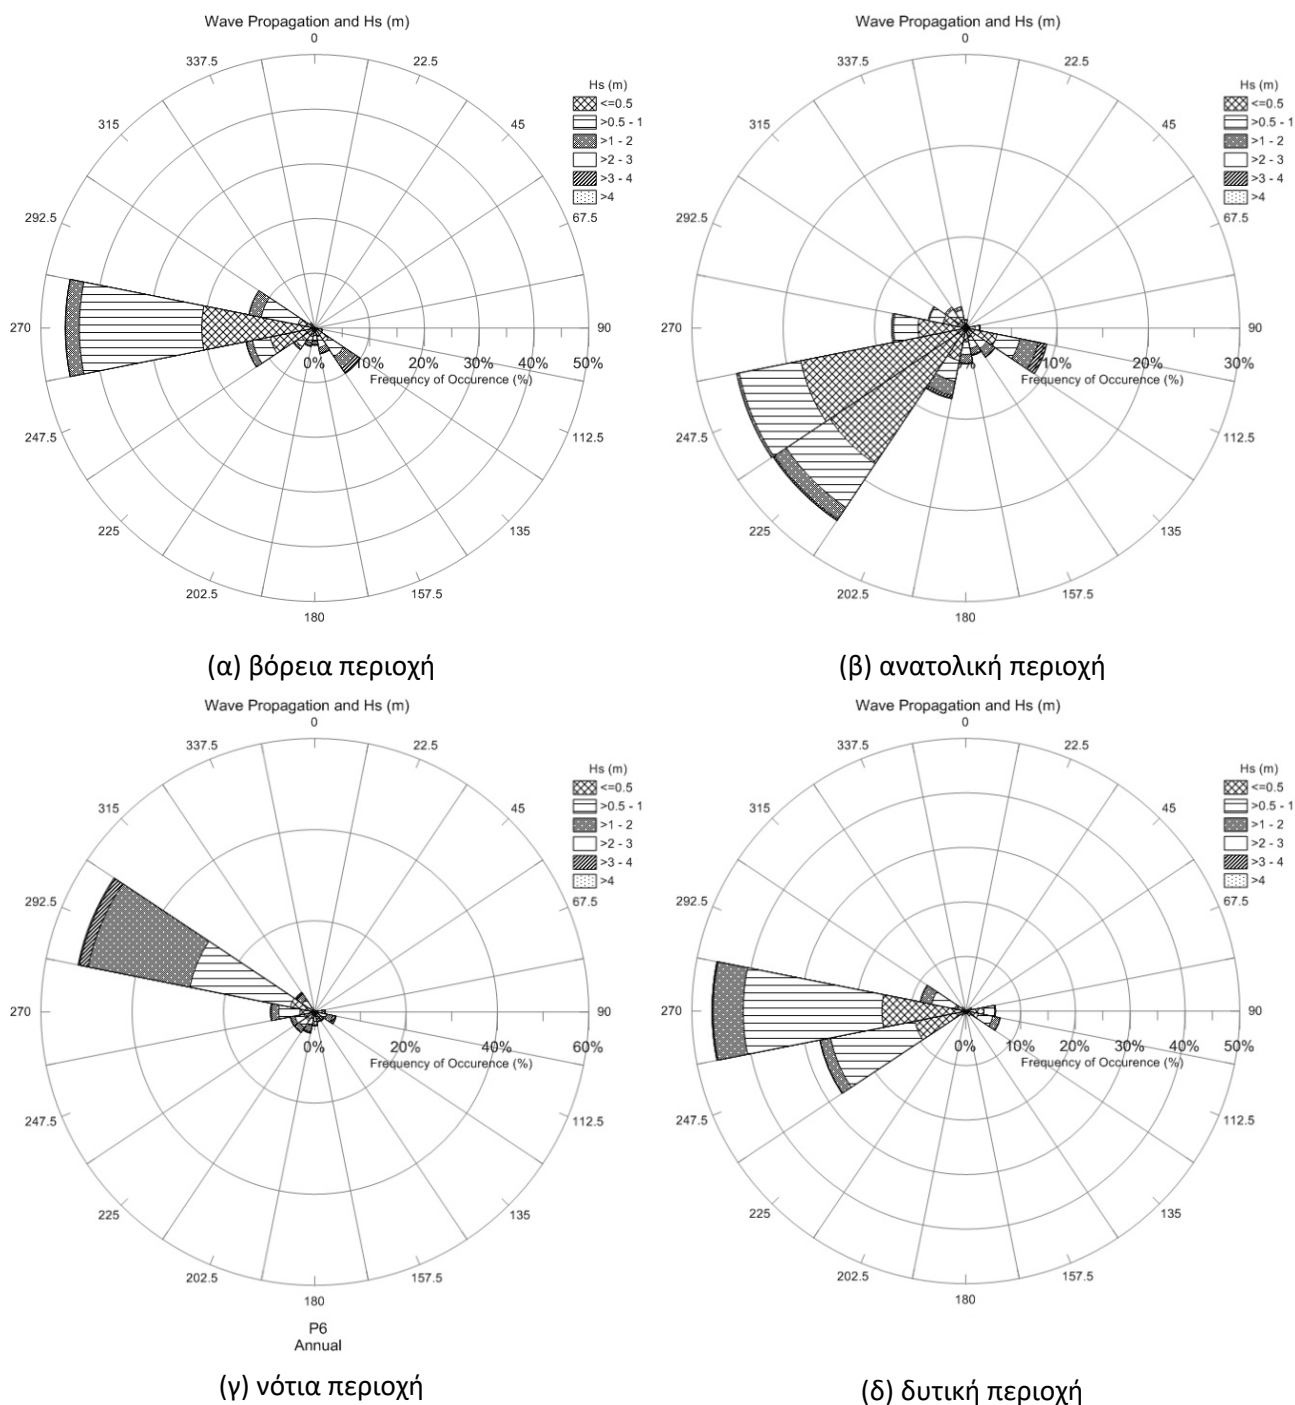 Wave Propagation and Hs (m)
0
337.5
22.5
315
45
292.5
67.5
270
90
247.5
112.5
225
135
202.5
157.5
180
Hs (m)
<=0.5
>0.5 - 1
>1 - 2
>2 - 3
>3 - 4
>4
0%
10%
20%
30%
40%
50%
Frequency of Occurence (%)
(α) βόρεια περιοχή
Wave Propagation and Hs (m)
0
337.5
22.5
315
45
292.5
67.5
270
90
247.5
112.5
225
135
202.5
157.5
180
Hs (m)
<=0.5
>0.5 - 1
>1 - 2
>2 - 3
>3 - 4
>4
10%
20%
30%
Frequency of Occurence (%)
(β) ανατολική περιοχή
Wave Propagation and Hs (m)
0
337.5
22.5
315
45
292.5
67.5
270
90
247.5
112.5
225
135
202.5
157.5
180
Hs (m)
<=0.5
>0.5 - 1
>1 - 2
>2 - 3
>3 - 4
>4
0%
20%
40%
60%
Frequency of Occurence (%)
P6
Annual
(γ) νότια περιοχή
Wave Propagation and Hs (m)
0
337.5
22.5
315
45
292.5
67.5
270
90
247.5
112.5
225
135
202.5
157.5
180
Hs (m)
<=0.5
>0.5 - 1
>1 - 2
>2 - 3
>3 - 4
>4
0%
10%
20%
30%
40%
50%
Frequency of Occurence (%)
(δ) δυτική περιοχή